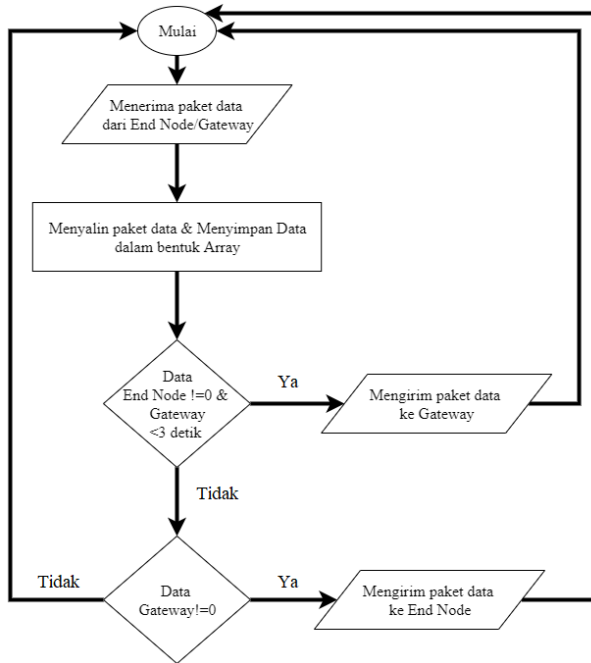 Mulai
Menerima paket data
dari End Node/Gateway
Menyalin paket data & Menyimpan Data
dalam bentuk Array
Data
End Node !=0 &
Gateway
<3 detik
Ya
Mengirim paket data
ke Gateway
Tidak
Tidak
Data
Gateway!=0
Ya
Mengirim paket data
ke End Node